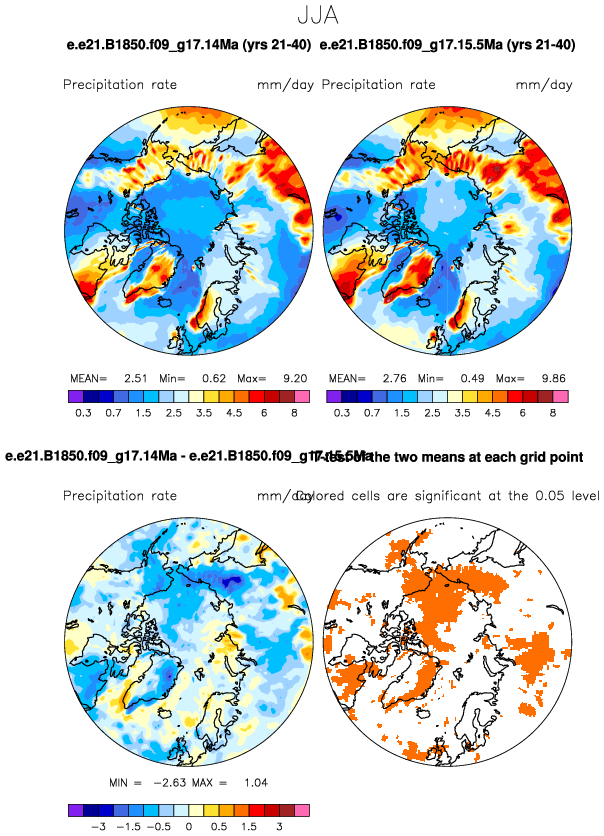 JJA
e.e21.B1850.f09_g17.14Ma (yrs 21-40) e.e21.B1850.f09_g17.15.5Ma (yrs 21-40)
Precipitation rate mm/day Precipitation rate mm/day
MEAN= 2.51 Min= 0.62 Max= 9.20 MEAN= 2.76 Min= 0.49 Max= 9.86
0.3 0.7 1.5 2.5 3.5 4.5 6 8 0.3 0.7 1.5 2.5 3.5 4.5 6 8
e.e21.B1850.f09_g17.14Ma - e.e21.B1850.f09_g17.15.5Ma T-test of the two means at each grid point
Precipitation rate mm/day Colored cells are significant at the 0.05 level
MIN = -2.63 MAX = 1.04
-3 -1.5 -0.5 0 0.5 1.5 3